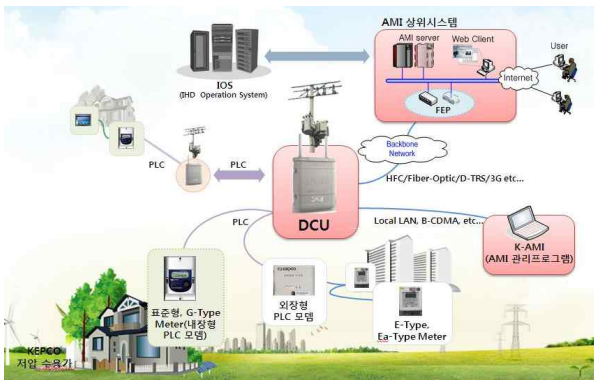 AMI 상위시스템
AMI server
Web Client
User
Internet
FEP
IOS
(IHD Operation System)
Backbone
Network
PLC
PLC
HFC/Fiber-Optic/D-TRS/3G etc...
DCU
PLC
Local LAN, B-CDMA, etc...
K-AMI
(AMI 관리프로그램)
표준형, G-Type
Meter(내장형
PLC 모뎀)
외장형
PLC 모뎀
E-Type,
Ea-Type Meter
KEPCO
저압 수용가